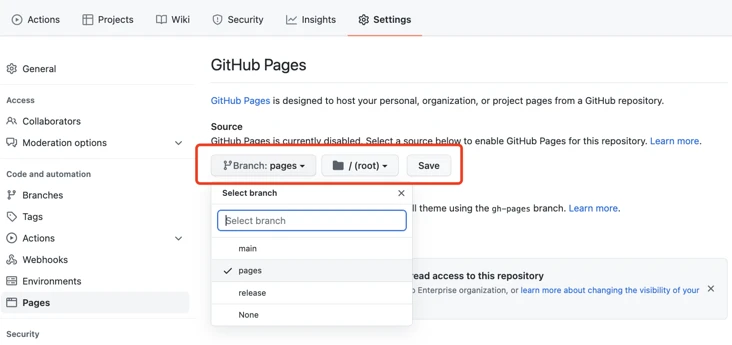 Actions Projects Wiki Security Insights Settings
General
Access
Collaborators
Moderation options
Code and automation
Branches
Tags
Actions
Webhooks
Environments
Pages
Security
GitHub Pages
GitHub Pages is designed to host your personal, organization, or project pages from a GitHub repository.
Source
GitHub Pages is currently disabled. Select a source below to enable GitHub Pages for this repository. Learn more.
Branch: pages / (root) Save
Select branch
Select branch
main
pages
release
None
ll theme using the gh-pages branch. Learn more.
read access to this repository
Enterprise organization, or learn more about changing the visibility of your